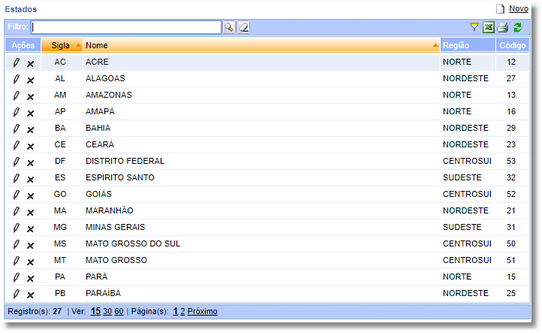 Estados Novo
Filtro:
Ações Sigla Nome Região Código
AC ACRE NORTE 12
AL ALAGOAS NORDESTE 27
AM AMAZONAS NORTE 13
AP AMAPÁ NORTE 16
BA BAHIA NORDESTE 29
CE CEARÁ NORDESTE 23
DF DISTRITO FEDERAL CENTROSUL 53
ES ESPIRITO SANTO SUDESTE 32
GO GOIÁS CENTROSUL 52
MA MARANHÃO NORDESTE 21
MG MINAS GERAIS SUDESTE 31
MS MATO GROSSO DO SUL CENTROSUL 50
MT MATO GROSSO CENTROSUL 51
PA PARÁ NORTE 15
PB PARAÍBA NORDESTE 25
Registro(s): 27 | Ver: 15 30 60 | Página(s): 1 2 Próximo